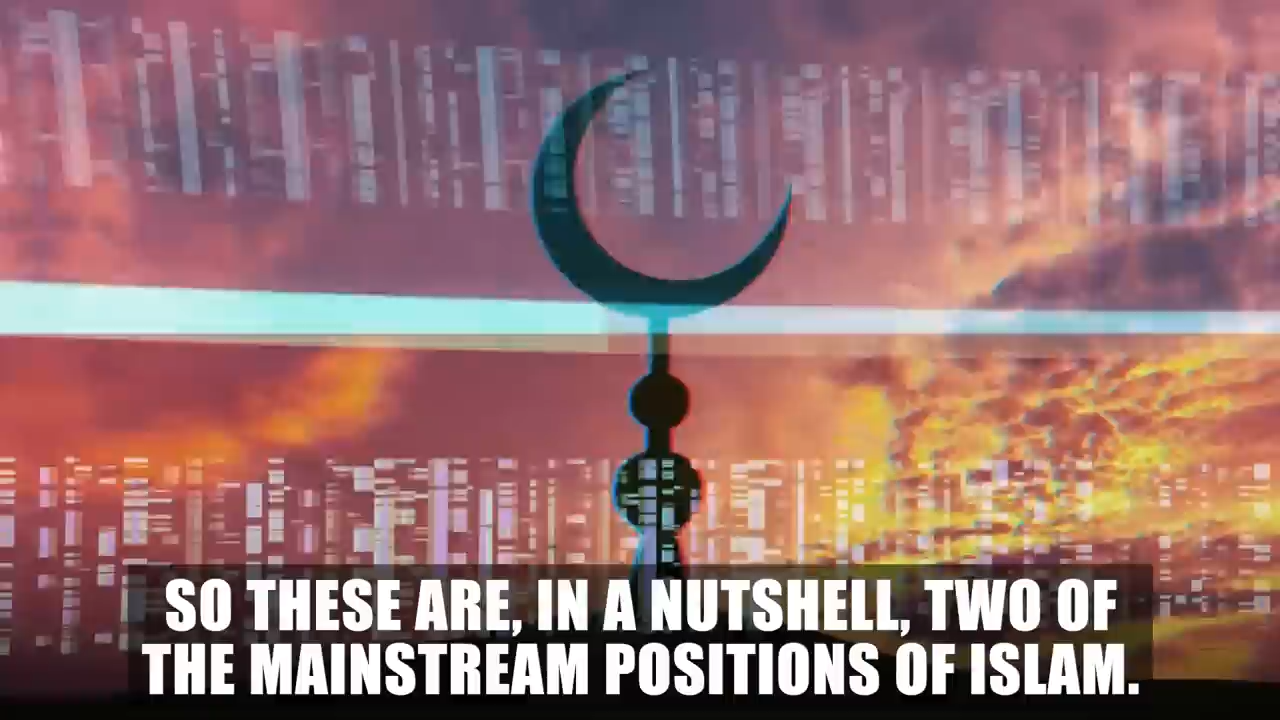 SO THESE ARE, IN A NUTSHELL, TWO OF
THE MAINSTREAM POSITIONS OF ISLAM.